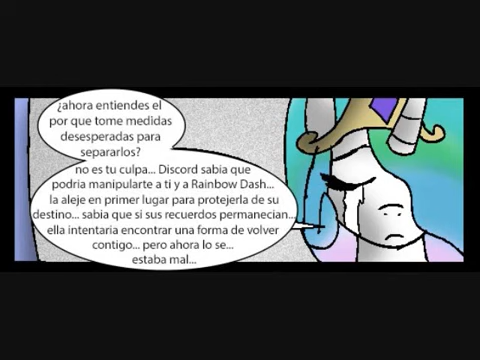 ¿ahora entiendes el
por que tome medidas
desesperadas para
separarlos?
no es tu culpa... Discord sabia que
podria manipularte a ti y a Rainbow Dash...
la aleje en primer lugar para protejerla de su
destino... sabia que si sus recuerdos permanecian...
ella intentaria encontrar una forma de volver
contigo... pero ahora lo se...
estaba mal...